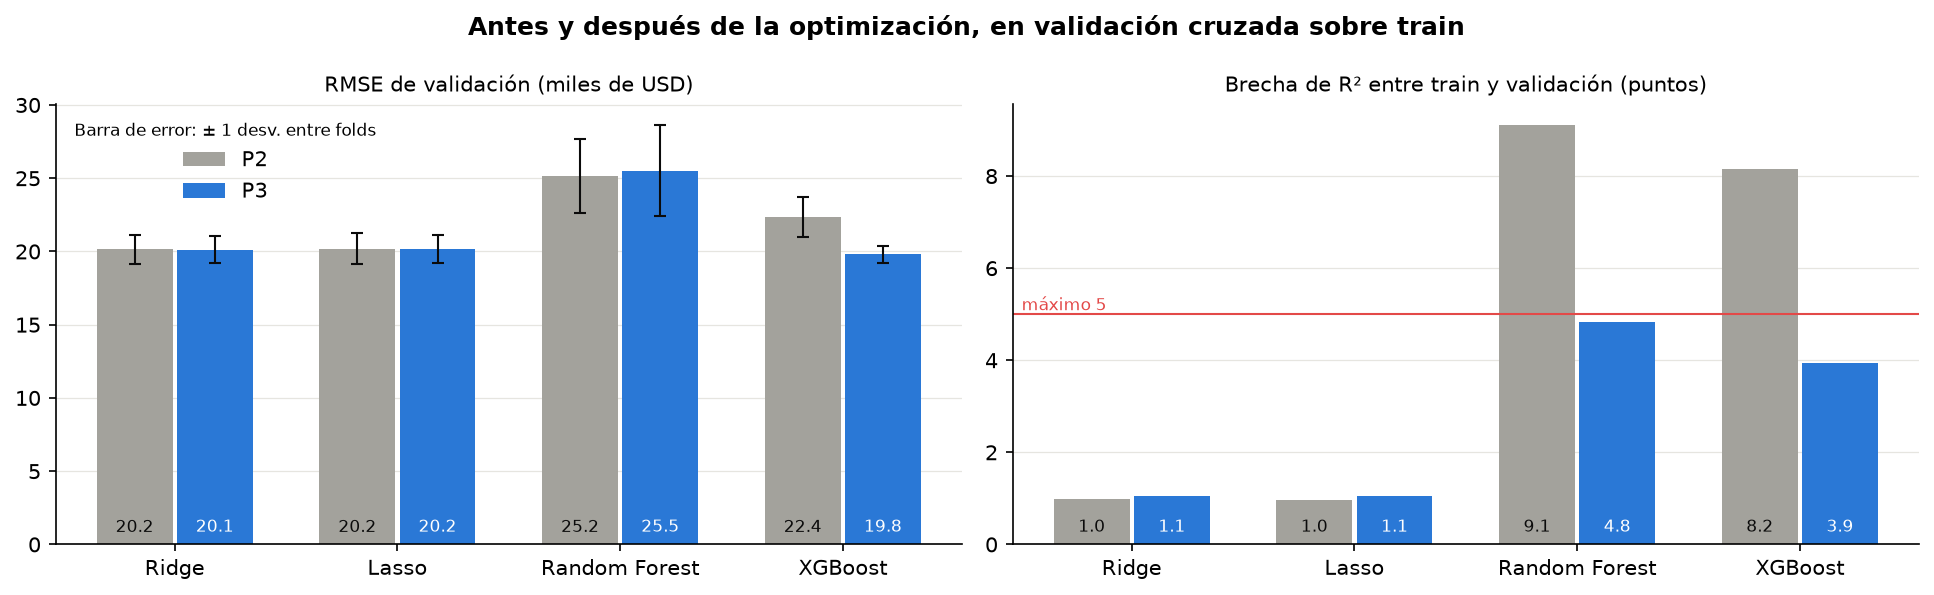 Antes y después de la optimización, en validación cruzada sobre train
RMSE de validación (miles de USD)
30
25
20
15
10
5
0
Barra de error: ± 1 desv. entre folds
P2
P3
20.2
20.1
20.2
20.2
25.2
25.5
22.4
19.8
Ridge
Lasso
Random Forest
XGBoost
Brecha de R² entre train y validación (puntos)
8
6
4
2
0
máximo 5
1.0
1.1
1.0
1.1
9.1
4.8
8.2
3.9
Ridge
Lasso
Random Forest
XGBoost